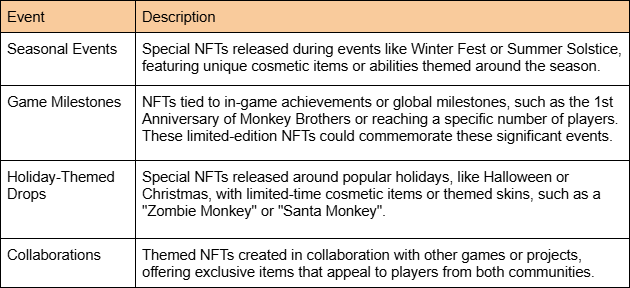 Event
Description
Seasonal Events
Special NFTs released during events like Winter Fest or Summer Solstice,
featuring unique cosmetic items or abilities themed around the season.
Game Milestones
NFTs tied to in-game achievements or global milestones, such as the 1st
Anniversary of Monkey Brothers or reaching a specific number of players.
These limited-edition NFTs could commemorate these significant events.
Holiday-Themed
Drops
Special NFTs released around popular holidays, like Halloween or
Christmas, with limited-time cosmetic items or themed skins, such as a
"Zombie Monkey" or "Santa Monkey".
Collaborations
Themed NFTs created in collaboration with other games or projects,
offering exclusive items that appeal to players from both communities.